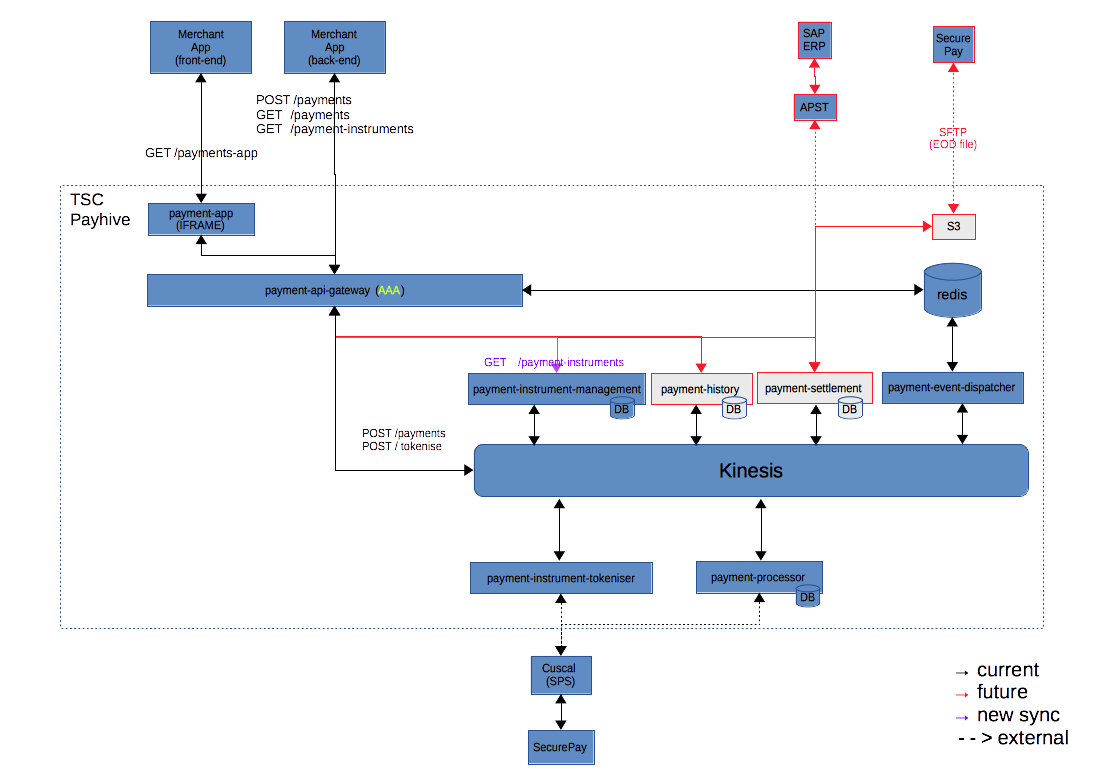 Merchant
App
(front-end)
Merchant
App
(back-end)
SAP
ERP
Secure
Pay
APST
POST /payments
GET /payments
GET /payment-instruments
GET /payments-app
SFTP
(EOD file)
TSC
Payhive
payment-app
(IFRAME)
S3
payment-api-gateway (AAA)
redis
GET /payment-instruments
payment-instrument-management
DB
payment-history
DB
payment-settlement
DB
payment-event-dispatcher
POST /payments
POST / tokenise
Kinesis
payment-instrument-tokeniser
payment-processor
DB
Cuscal
(SPS)
SecurePay
current
future
new sync
- - > external